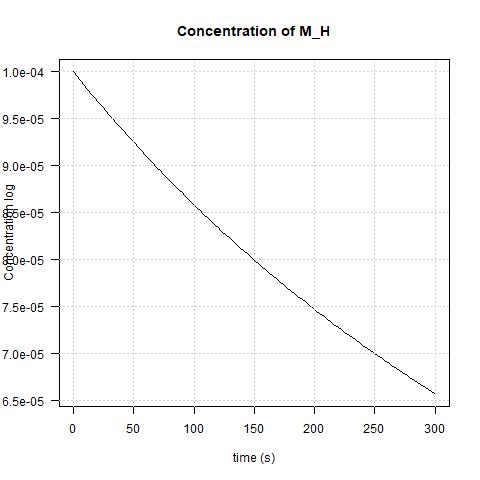 Concentration of M_H
Concentration log
1.0e-04
9.5e-05
9.0e-05
8.5e-05
8.0e-05
7.5e-05
7.0e-05
6.5e-05
0 50 100 150 200 250 300
time (s)